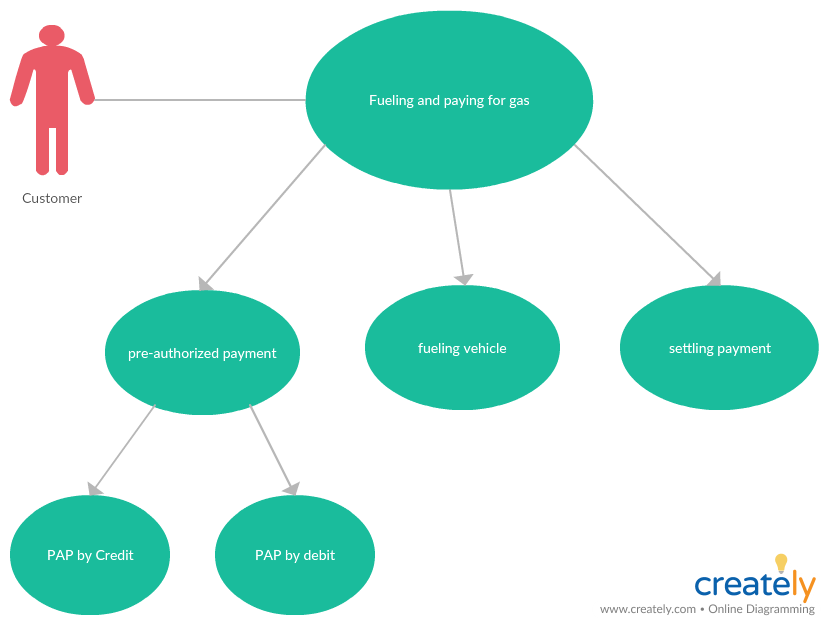 Fueling and paying for gas
Customer
pre-authorized payment
fueling vehicle
settling payment
PAP by Credit
PAP by debit
creately
www.creately.com • Online Diagramming